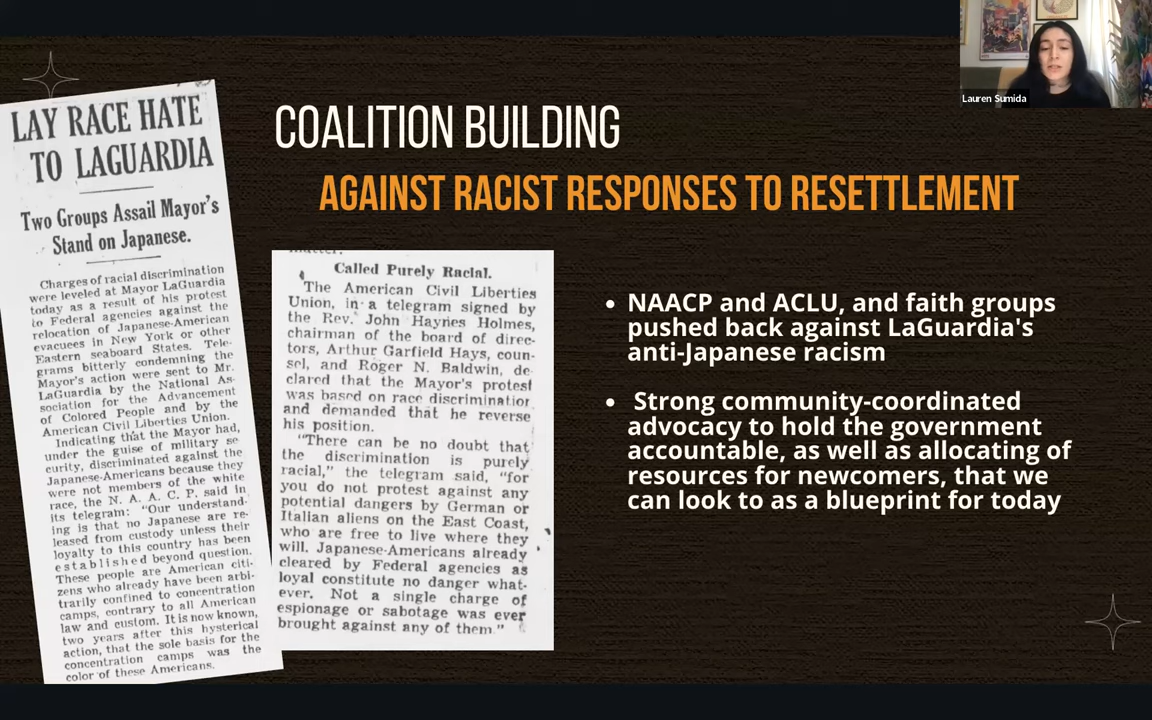 Lauren Sumida
COALITION BUILDING
AGAINST RACIST RESPONSES TO RESETTLEMENT
LAY RACE HATE
TO LAGUARDIA
Two Groups Assail Mayor's
Stand on Japanese.
Charges of racial discrimination
were leveled at Mayor LaGuardia
today as a result of his protest
to Federal agencies against the
relocation of Japanese-American
evacuees in New York or other
Eastern seaboard States. Tele-
grams bitterly condemning the
Mayor's action were sent to Mr.
LaGuardia by the National As-
sociation for the Advancement
of Colored People and by the
American Civil Liberties Union.
Indicating that the Mayor had,
under the guise of military se-
curity, discriminated against the
Japanese-Americans because they
were not members of the white
race, the N. A. A. C. P. said in
its telegram: "Our understand-
ing is that no Japanese are re-
leased from custody unless their
loyalty to this country has been
established beyond question.
These people are American citi-
zens who already have been arbi-
trarily confined to concentration
camps, contrary to all American
law and custom. It is now known,
two years after this hysterical
action, that the sole basis for the
concentration camps was the
color of these Americans.
Called Purely Racial.
The American Civil Liberties
Union, in a telegram signed by
the Rev. John Haynes Holmes,
chairman of the board of direc-
tors, Arthur Garfield Hays, coun-
sel, and Roger N. Baldwin, de-
clared that the Mayor's protest
was based on race discrimination
and demanded that he reverse
his position.
"There can be no doubt that
the discrimination is purely
racial," the telegram said, "for
you do not protest against any
potential dangers by German or
Italian aliens on the East Coast,
who are free to live where they
will. Japanese-Americans already
cleared by Federal agencies as
loyal constitute no danger what-
ever. Not a single charge of
espionage or sabotage was ever
brought against any of them."
• NAACP and ACLU, and faith groups
pushed back against LaGuardia's
anti-Japanese racism
• Strong community-coordinated
advocacy to hold the government
accountable, as well as allocating of
resources for newcomers, that we
can look to as a blueprint for today